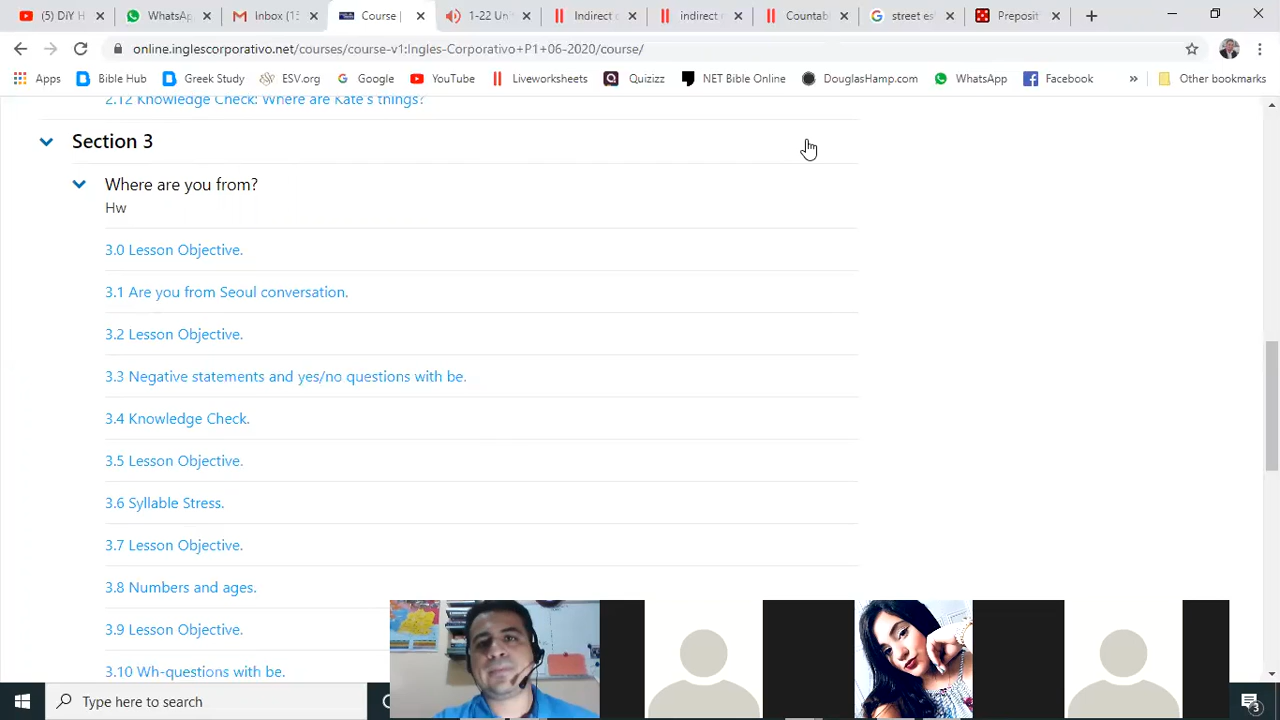 (5) DiY H
WhatsA
Inbox (13
Course |
1-22 Un
Indirect
indirect
Countab
street es
Preposit
online.inglescorporativo.net/courses/course-v1:Ingles-Corporativo+P1+06-2020/course/
Apps
Bible Hub
Greek Study
ESV.org
Google
YouTube
Liveworksheets
Quizizz
NET Bible Online
DouglasHamp.com
WhatsApp
Facebook
»
Other bookmarks
2.12 Knowledge Check: Where are Kate's things?
Section 3
Where are you from?
Hw
3.0 Lesson Objective.
3.1 Are you from Seoul conversation.
3.2 Lesson Objective.
3.3 Negative statements and yes/no questions with be.
3.4 Knowledge Check.
3.5 Lesson Objective.
3.6 Syllable Stress.
3.7 Lesson Objective.
3.8 Numbers and ages.
3.9 Lesson Objective.
3.10 Wh-questions with be.
Type here to search
3